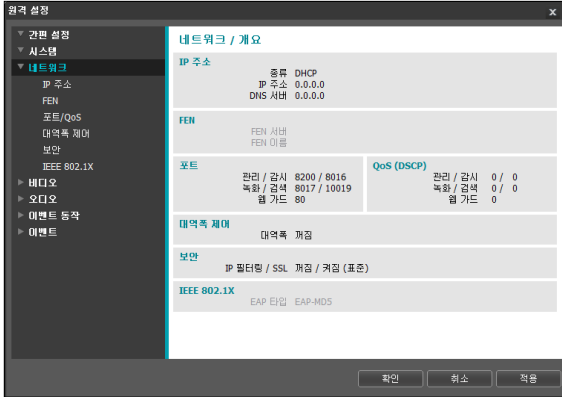 원격 설정
x
간편 설정
시스템
네트워크
IP 주소
FEN
포트/QoS
대역폭 제어
보안
IEEE 802.1X
비디오
오디오
이벤트 동작
이벤트
네트워크 / 개요
IP 주소
종류 DHCP
IP 주소 0.0.0.0
DNS 서버 0.0.0.0
FEN
FEN 서버
FEN 이름
포트
관리 / 감시 8200 / 8016
녹화 / 검색 8017 / 10019
웹 가드 80
QoS (DSCP)
관리 / 감시 0 / 0
녹화 / 검색 0 / 0
웹 가드 0
대역폭 제어
대역폭 꺼짐
보안
IP 필터링 / SSL 꺼짐 / 켜짐 (표준)
IEEE 802.1X
EAP 타입 EAP-MD5
확인 취소 적용